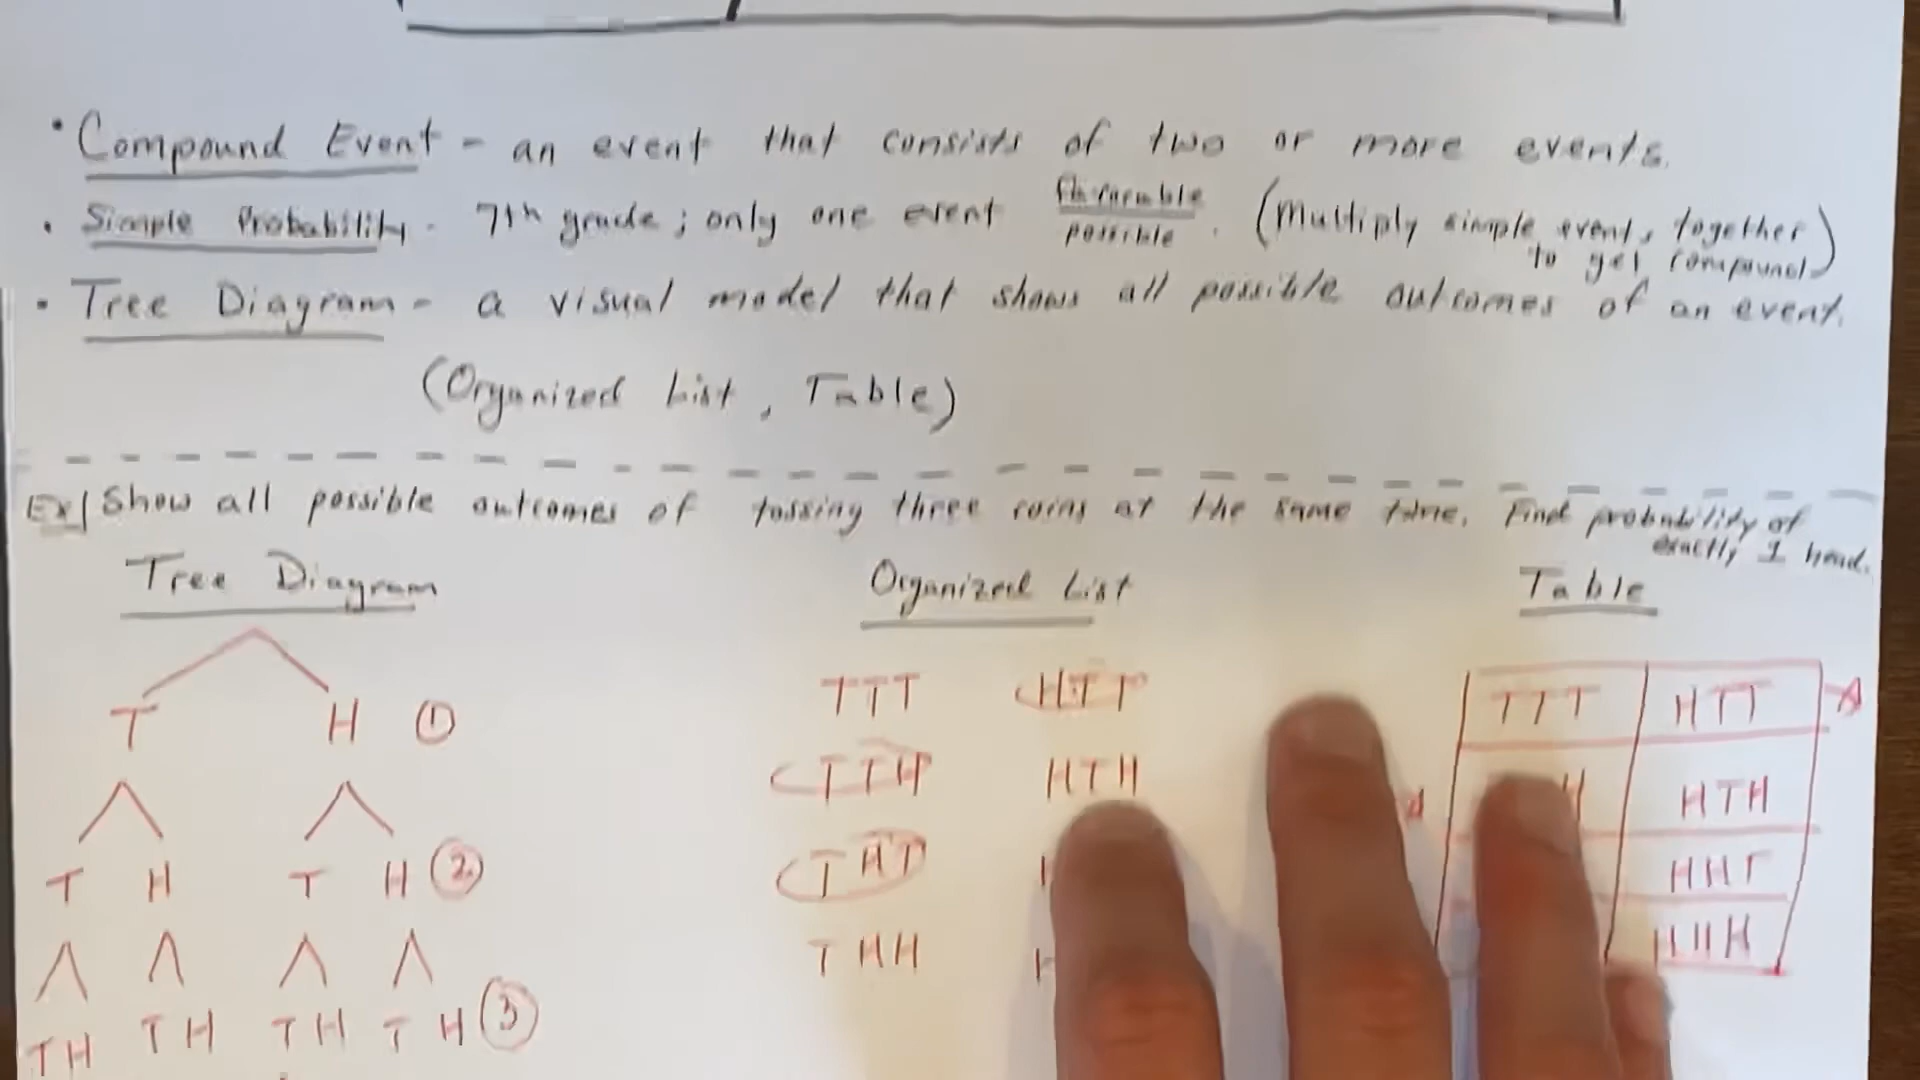 • Compound Event - an event that consists of two or more events.
• Simple Probability - 7th grade; only one event favorable/possible. (Multiply simple events together to get compound)
• Tree Diagram - a visual model that shows all possible outcomes of an event.
(Organized List, Table)
Ex| Show all possible outcomes of tossing three coins at the same time. Find probability of exactly 1 head.
Tree Diagram
T H ①
T H T H ②
T H T H T H T H ③
Organized List
TTT HTT
TTH HTH
THT
THH
Table
TTT HTT
HTH
HHT
HHH